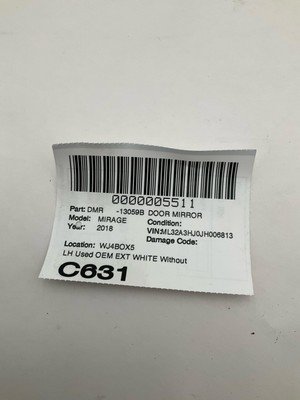 0000005511
Part: DMR -13059B DOOR MIRROR
Model: MIRAGE Condition:
Year: 2018 VIN:ML32A3HJ0JH006813
Damage Code:
Location: WJ4BOX5
LH Used OEM EXT WHITE Without
C631